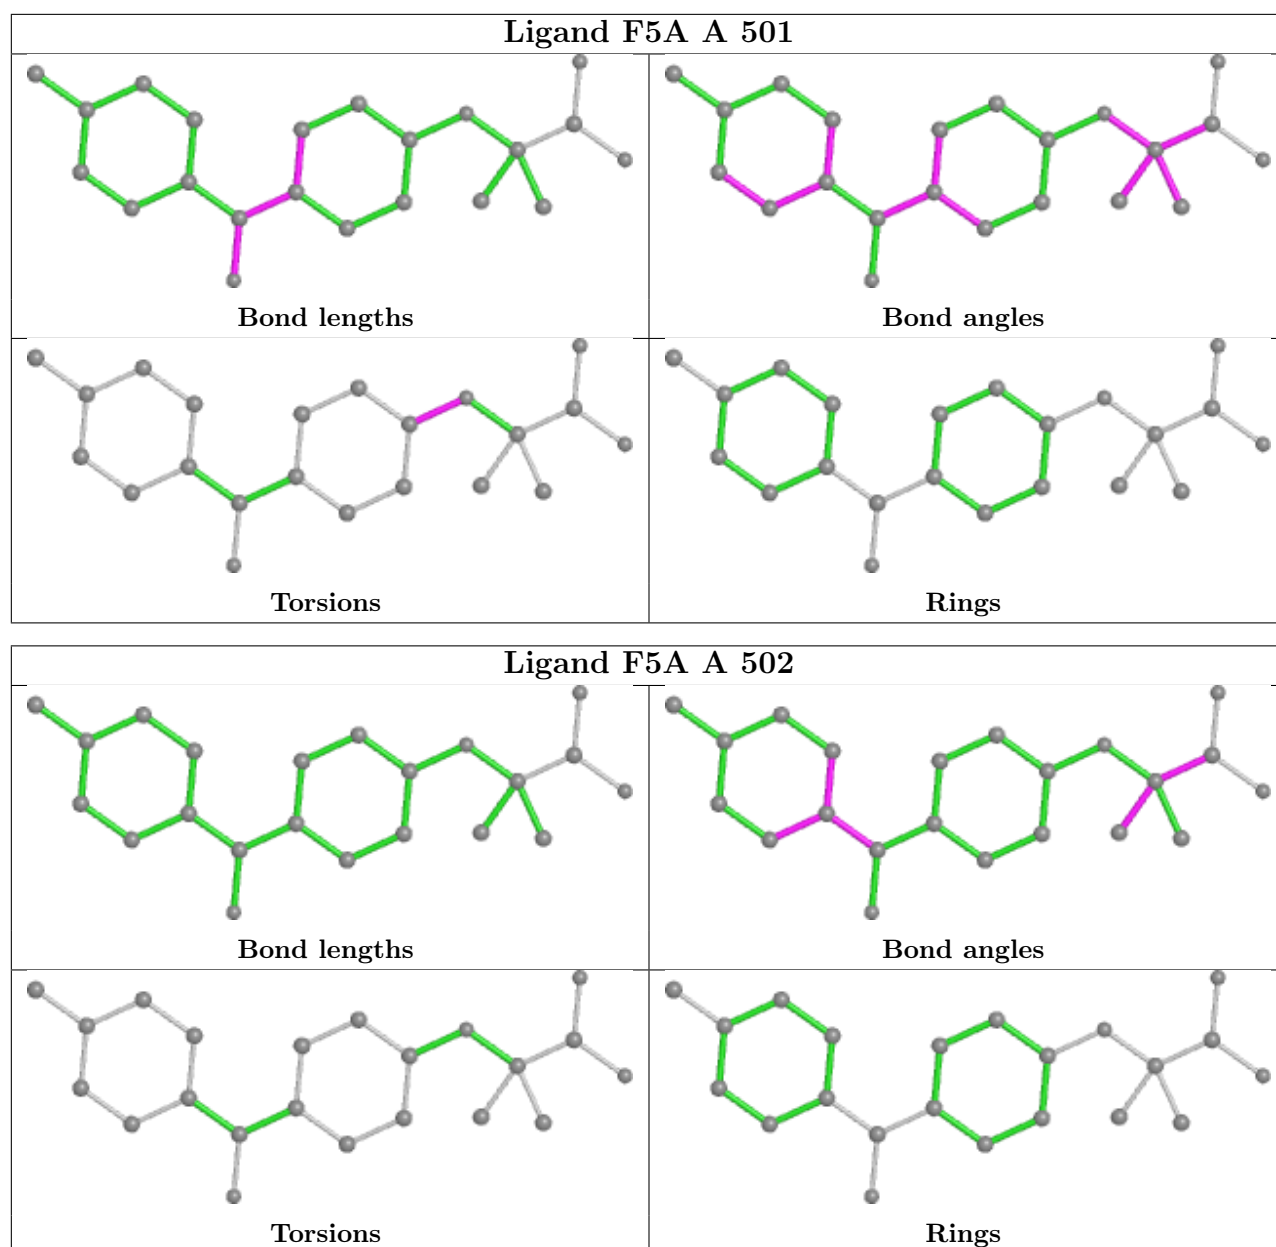 Ligand F5A A 501
Bond lengths
Bond angles
Torsions
Rings
Ligand F5A A 502
Bond lengths
Bond angles
Torsions
Rings